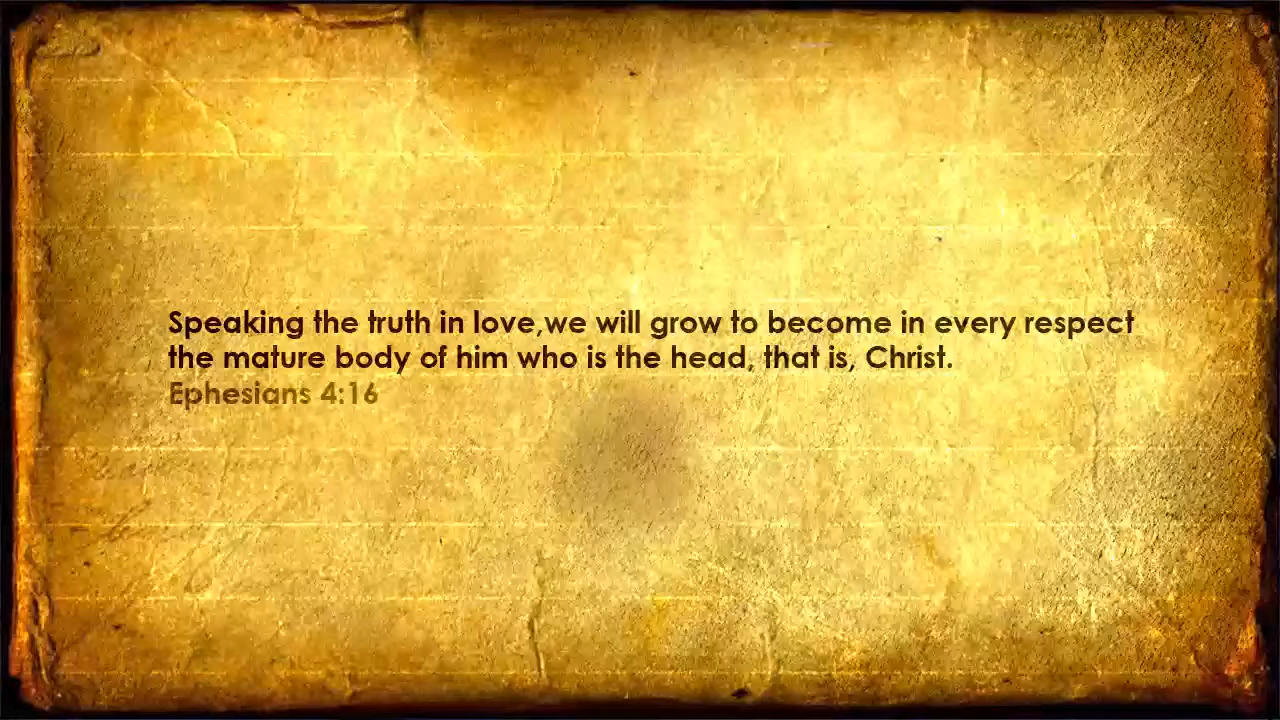 Speaking the truth in love,we will grow to become in every respect
the mature body of him who is the head, that is, Christ.
Ephesians 4:16